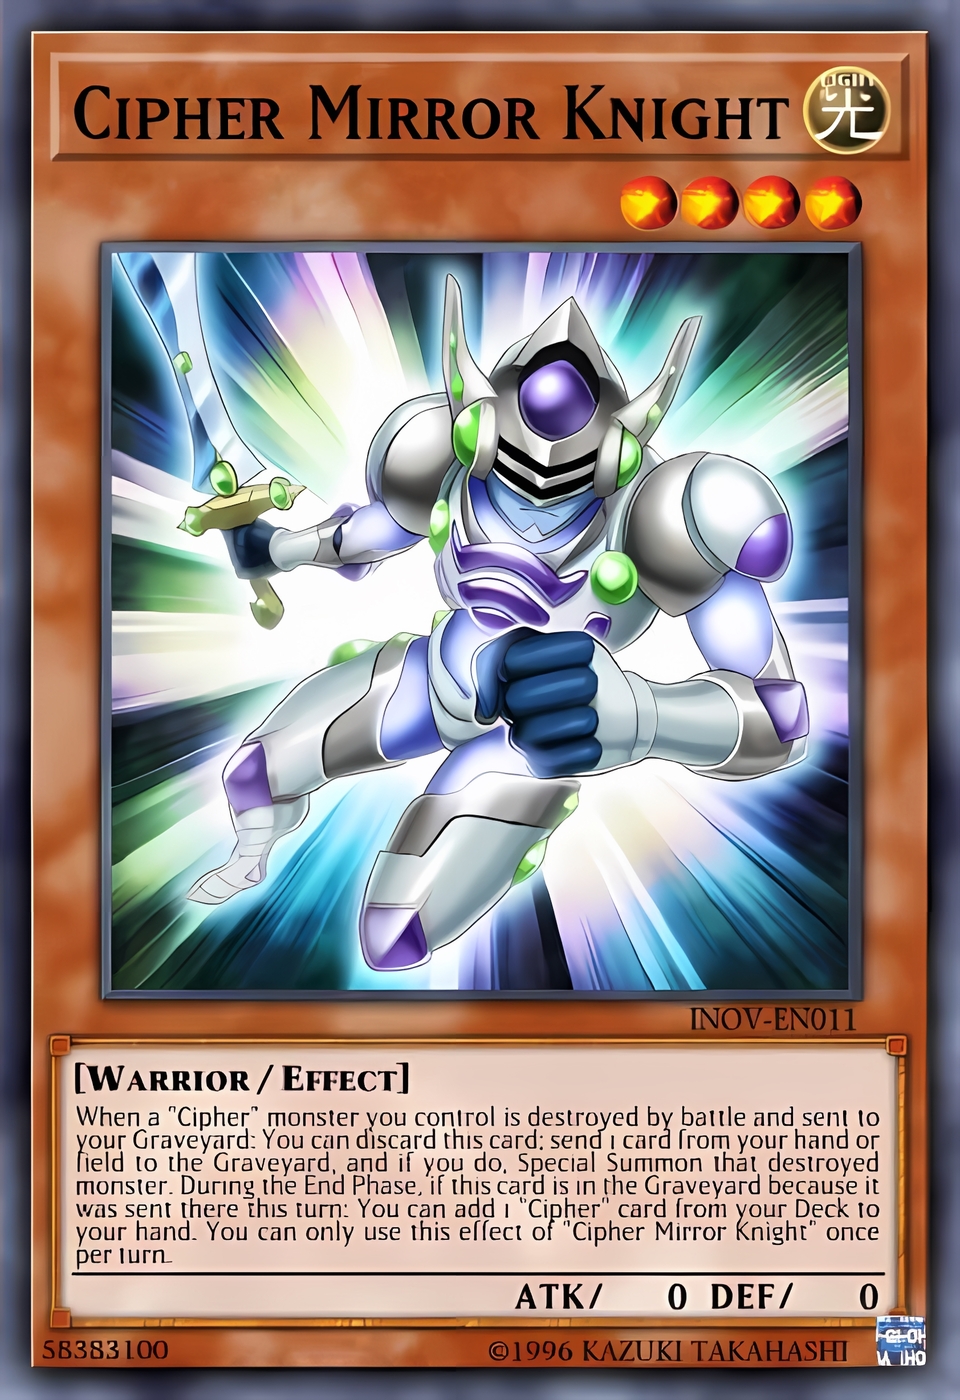 CIPHER MIRROR KNIGHT
光
INOV-EN011
[WARRIOR / EFFECT]
When a "Cipher" monster you control is destroyed by battle and sent to
your Graveyard: You can discard this card; send 1 card from your hand or
field to the Graveyard, and if you do, Special Summon that destroyed
monster. During the End Phase, if this card is in the Graveyard because it
was sent there this turn: You can add 1 "Cipher" card from your Deck to
your hand. You can only use this effect of "Cipher Mirror Knight" once
per turn.
ATK/ 0 DEF/ 0
58383100
©1996 KAZUKI TAKAHASHI